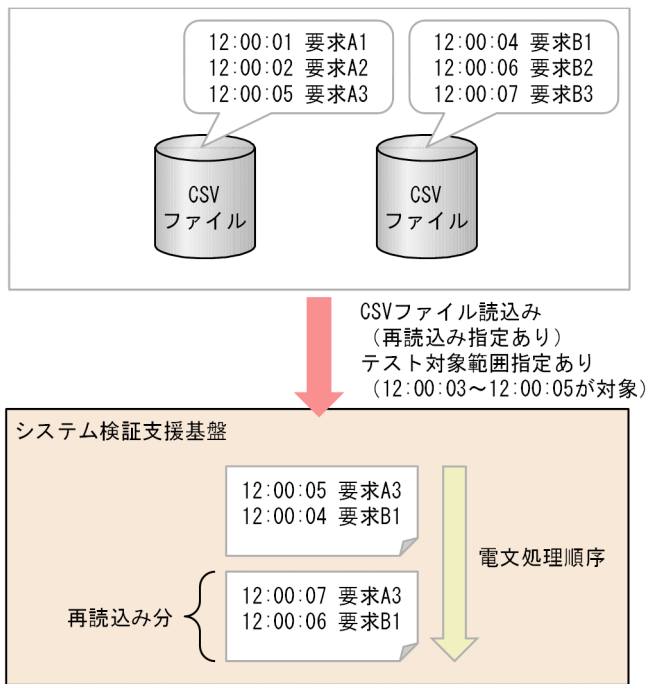 12:00:01 要求A1
12:00:02 要求A2
12:00:05 要求A3
12:00:04 要求B1
12:00:06 要求B2
12:00:07 要求B3
CSV
ファイル
CSV
ファイル
CSVファイル読込み
（再読込み指定あり）
テスト対象範囲指定あり
（12:00:03～12:00:05が対象）
システム検証支援基盤
12:00:05 要求A3
12:00:04 要求B1
電文処理順序
再読込み分
12:00:07 要求A3
12:00:06 要求B1